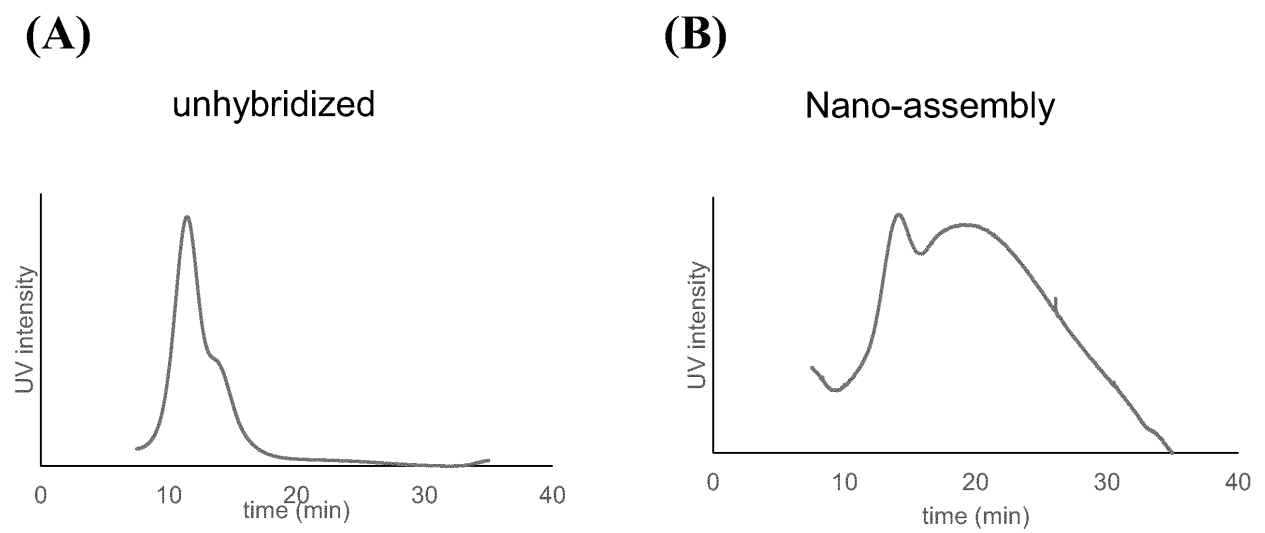 (A)
unhybridized
UV intensity
0 10 20 30 40
time (min)
(B)
Nano-assembly
UV intensity
0 10 20 30 40
time (min)